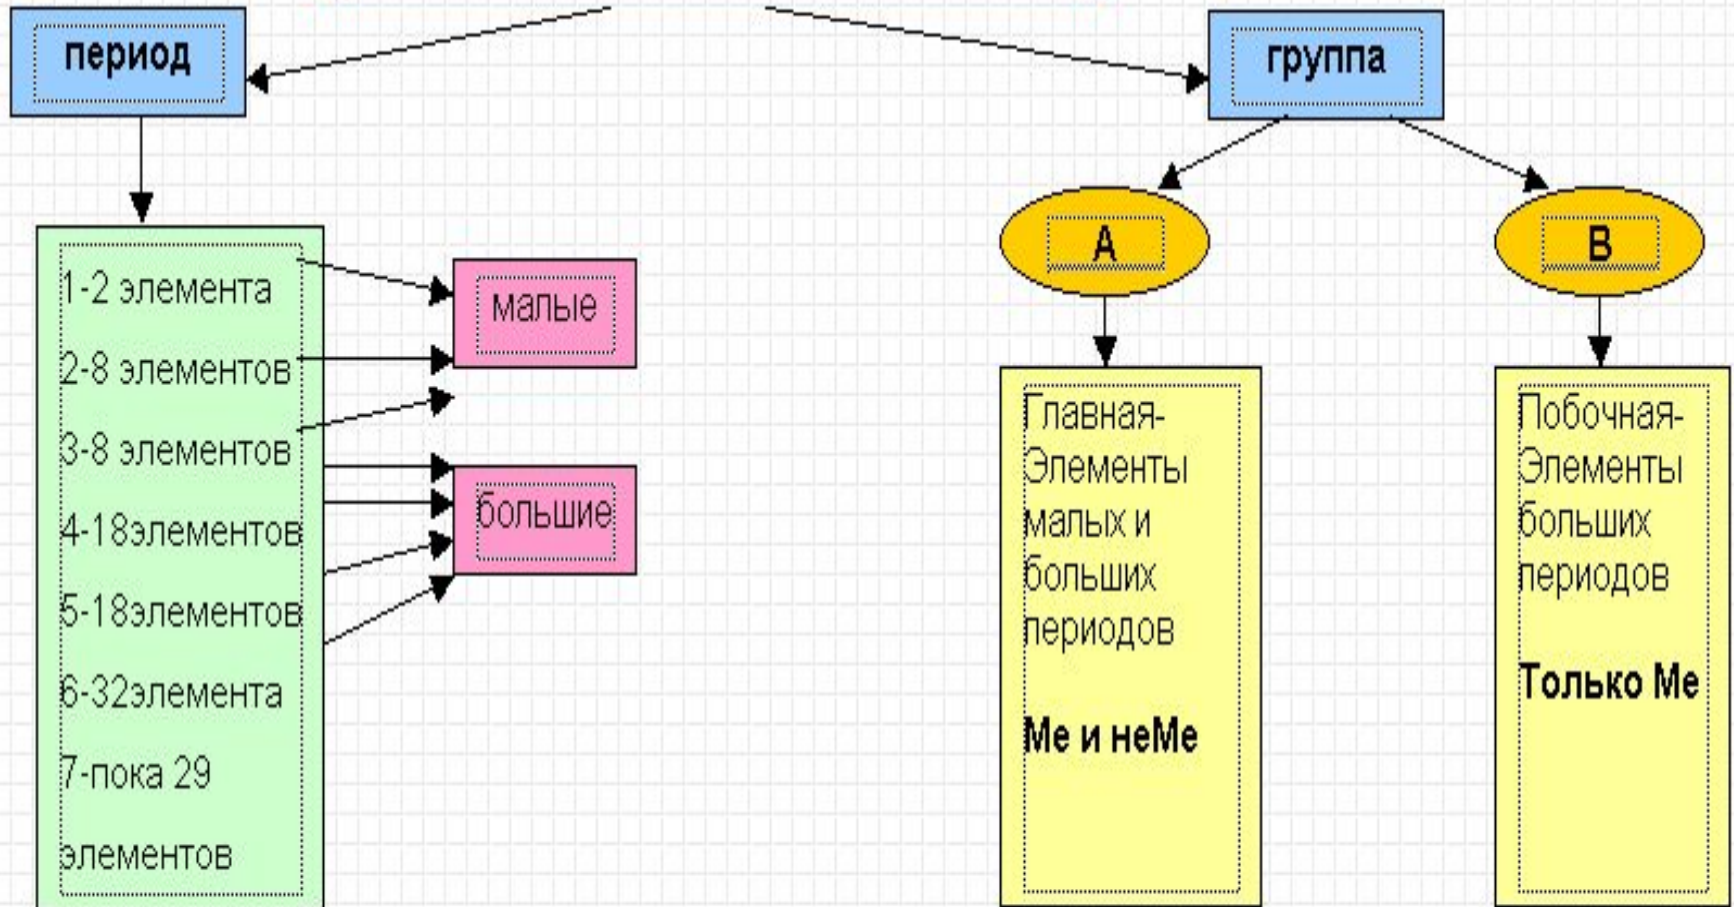 период
группа
А
В
1-2 элемента
2-8 элементов
3-8 элементов
4-18элементов
5-18элементов
6-32элемента
7-пока 29
элементов
малые
большие
Главная-
Элементы
малых и
больших
периодов
Ме и неМе
Побочная-
Элементы
больших
периодов
Только Ме